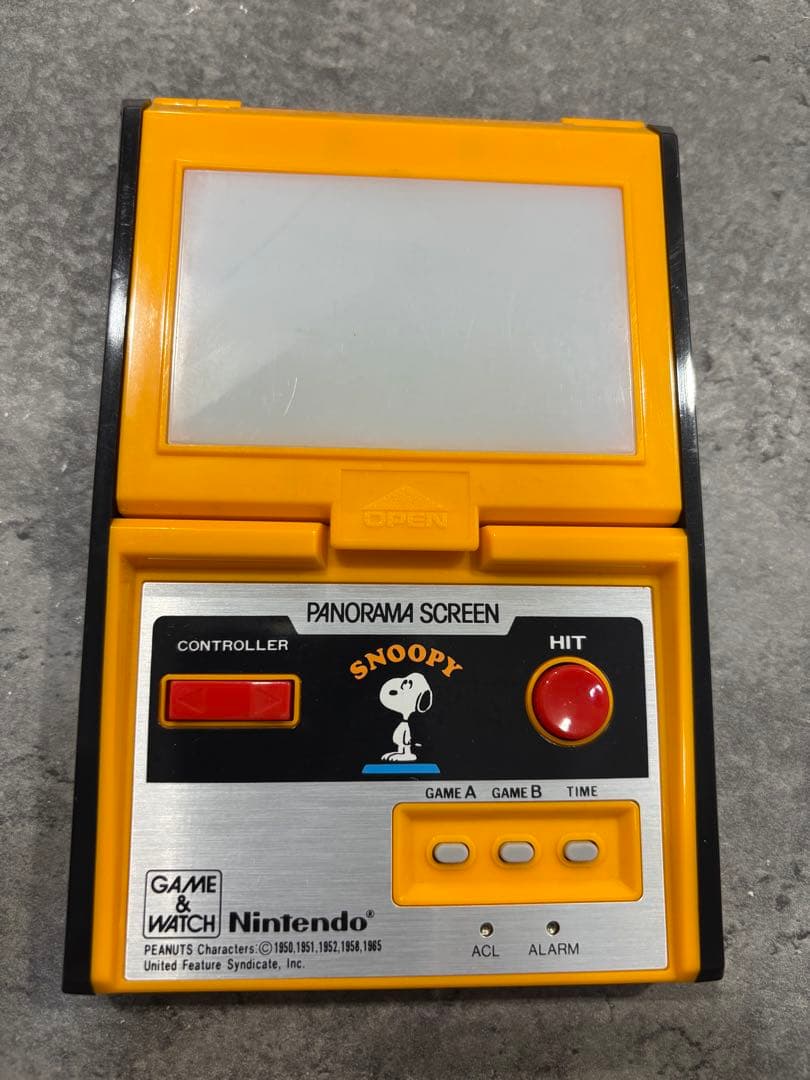 OPEN
PANORAMA SCREEN
CONTROLLER
SNOOPY
HIT
GAME A GAME B TIME
GAME
&
WATCH
Nintendo®
PEANUTS Characters:©1950,1951,1952,1958,1965
United Feature Syndicate, Inc.
ACL ALARM